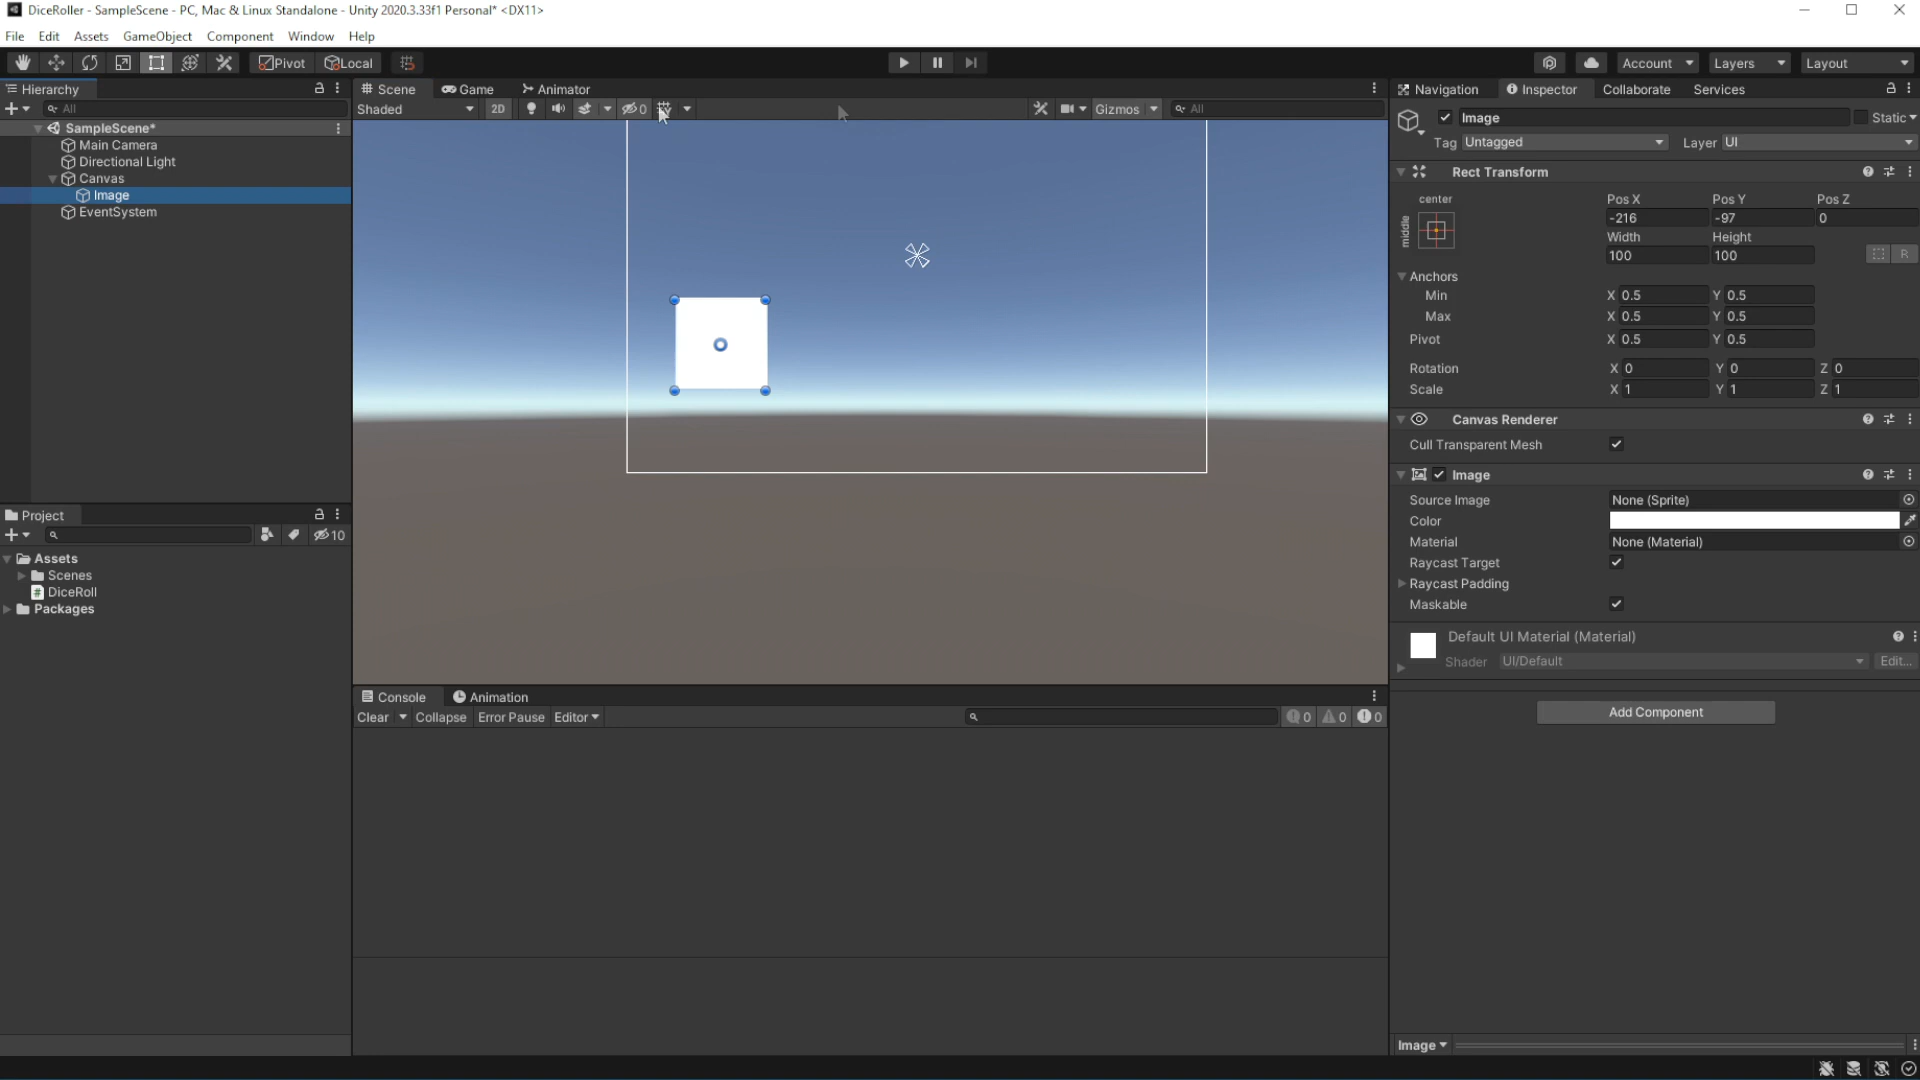 DiceRoller - SampleScene - PC, Mac & Linux Standalone - Unity 2020.3.33f1 Personal* <DX11>
File Edit Assets GameObject Component Window Help
Pivot Local Account Layers Layout
Hierarchy Scene Game Animator Navigation Inspector Collaborate Services
All Shaded 2D 0 Gizmos All
SampleScene*
Main Camera
Directional Light
Canvas
Image
EventSystem
Project
10
Assets
Scenes
DiceRoll
Packages
Console Animation
Clear Collapse Error Pause Editor 0 0 0
Image Static
Tag Untagged Layer UI
Rect Transform
center
middle
Pos X Pos Y Pos Z
-216 -97 0
Width Height
100 100 R
Anchors
Min X 0.5 Y 0.5
Max X 0.5 Y 0.5
Pivot X 0.5 Y 0.5
Rotation X 0 Y 0 Z 0
Scale X 1 Y 1 Z 1
Canvas Renderer
Cull Transparent Mesh
Image
Source Image None (Sprite)
Color
Material None (Material)
Raycast Target
Raycast Padding
Maskable
Default UI Material (Material)
Shader UI/Default Edit...
Add Component
Image